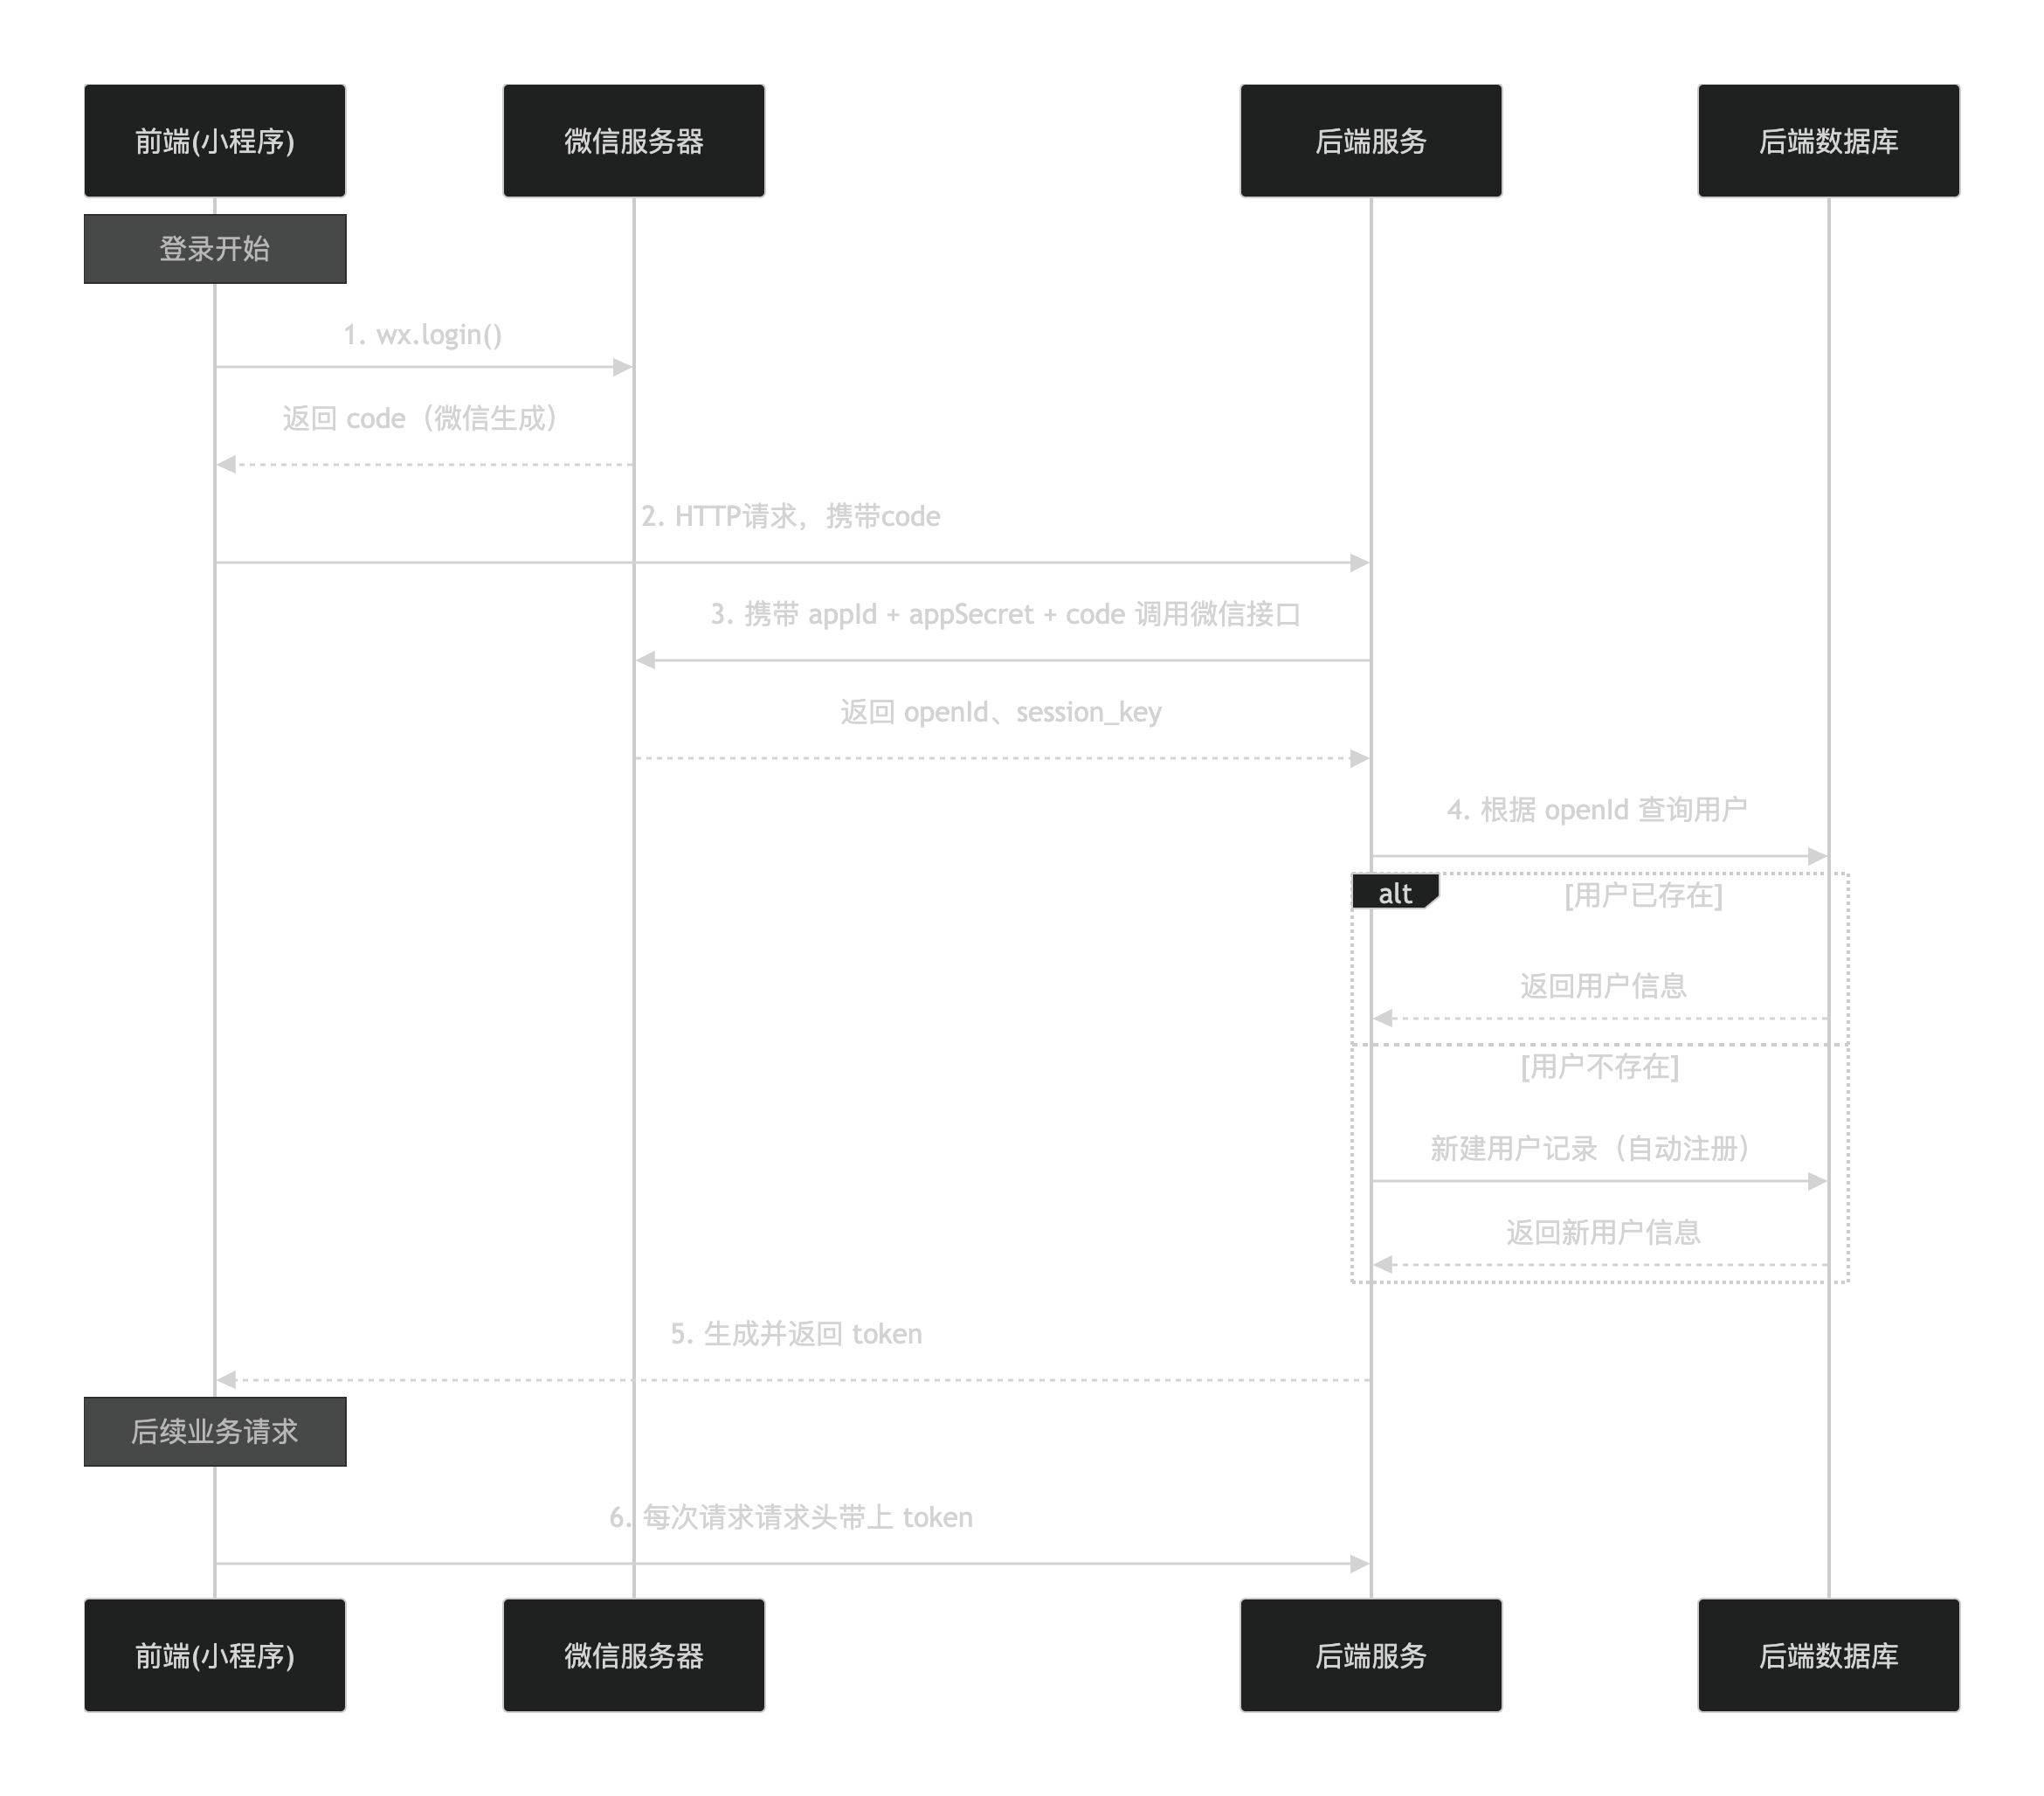 前端(小程序)
微信服务器
后端服务
后端数据库
登录开始
1. wx.login()
返回 code（微信生成）
2. HTTP请求，携带code
3. 携带 appId + appSecret + code 调用微信接口
返回 openId、session_key
4. 根据 openId 查询用户
alt
[用户已存在]
返回用户信息
[用户不存在]
新建用户记录（自动注册）
返回新用户信息
5. 生成并返回 token
后续业务请求
6. 每次请求请求头带上 token
前端(小程序)
微信服务器
后端服务
后端数据库